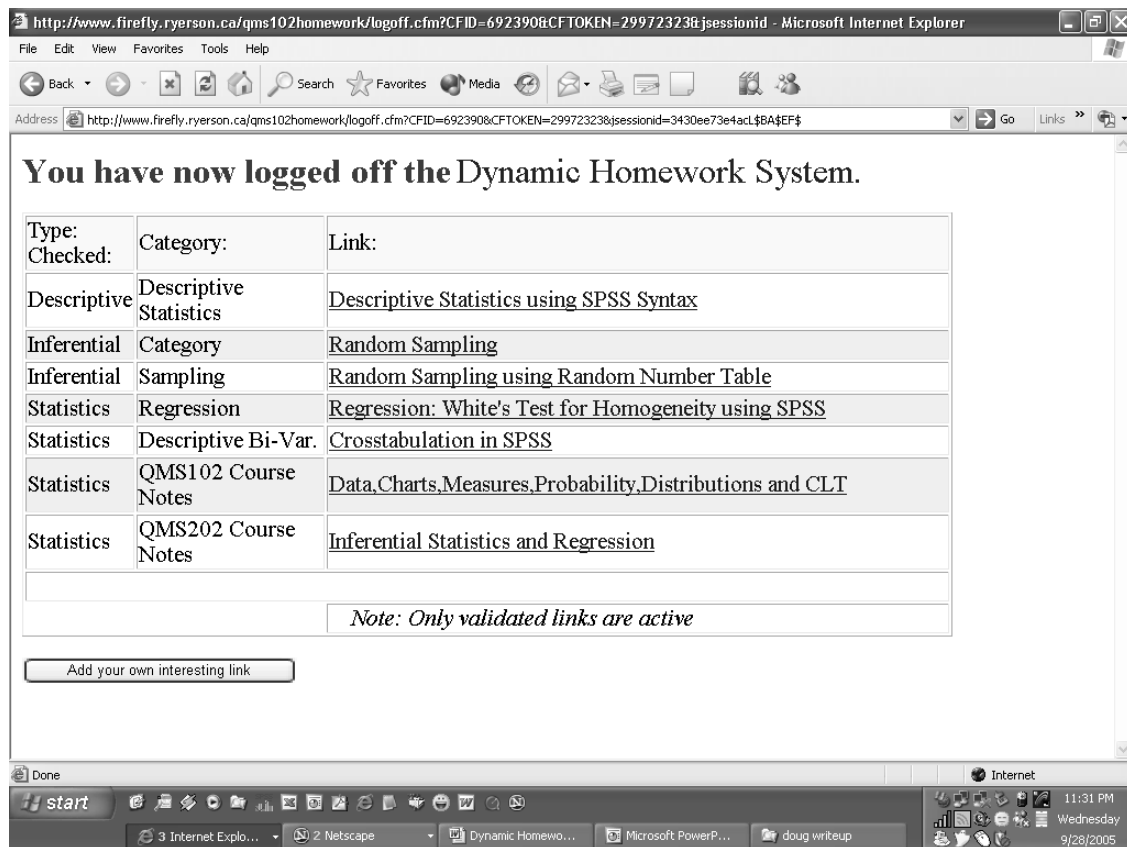 http://www.firefly.ryerson.ca/qms102homework/logoff.cfm?CFID=692390&CFTOKEN=29972323&jsessionid - Microsoft Internet Explorer
File Edit View Favorites Tools Help
Back Search Favorites Media
Address http://www.firefly.ryerson.ca/qms102homework/logoff.cfm?CFID=692390&CFTOKEN=29972323&jsessionid=3430ee73e4acL$BA$EF$ Go Links »
You have now logged off the Dynamic Homework System.
Type:
Checked: Category: Link:
Descriptive Descriptive
Statistics Descriptive Statistics using SPSS Syntax
Inferential Category Random Sampling
Inferential Sampling Random Sampling using Random Number Table
Statistics Regression Regression: White's Test for Homogeneity using SPSS
Statistics Descriptive Bi-Var. Crosstabulation in SPSS
Statistics QMS102 Course
Notes Data,Charts,Measures,Probability,Distributions and CLT
Statistics QMS202 Course
Notes Inferential Statistics and Regression
Note: Only validated links are active
Add your own interesting link
Done Internet
start 11:31 PM
3 Internet Explo... 2 Netscape Dynamic Homewo... Microsoft PowerP... doug writeup Wednesday
9/28/2005